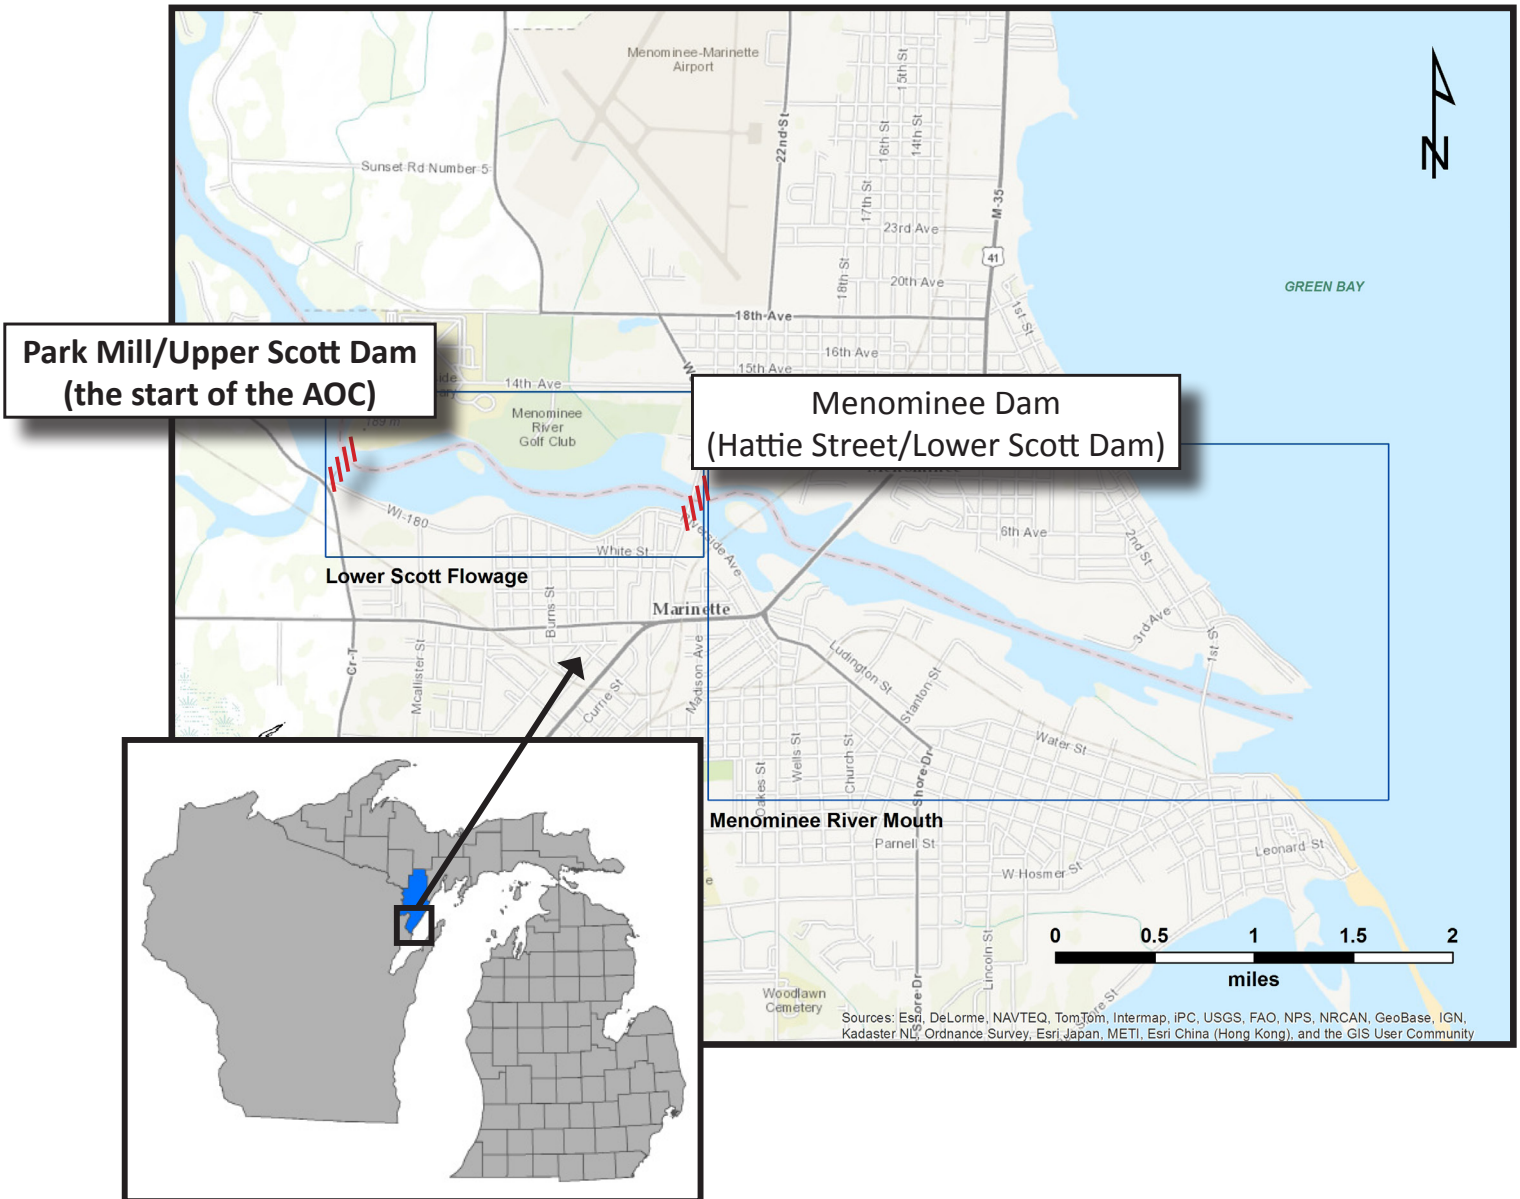 Menominee-Marinette
Airport
15th St
16th St
14th St
22nd St
17th St
Sunset Rd Number 5
M-35
23rd Ave
41
18th St
20th Ave
GREEN BAY
1st St
18th Ave
16th Ave
15th Ave
Park Mill/Upper Scott Dam
(the start of the AOC)
14th Ave
Menominee
River
Golf Club
Menominee Dam
(Hattie Street/Lower Scott Dam)
WI-180
White St
6th Ave
2nd St
Lower Scott Flowage
Burns St
Marinette
3rd Ave
1st
Cr-T
Mcallister St
Madison Ave
Currie St
Ludington St
Stanton St
Water St
Oakes St
Wells St
Church St
Shore Dr
Menominee River Mouth
Parnell St
Leonard St
W Hosmer St
Lincoln St
Shore Dr
Shore St
N
0 0.5 1 1.5 2
miles
Woodlawn
Cemetery
Sources: Esri, DeLorme, NAVTEQ, TomTom, Intermap, iPC, USGS, FAO, NPS, NRCAN, GeoBase, IGN,
Kadaster NL, Ordnance Survey, Esri Japan, METI, Esri China (Hong Kong), and the GIS User Community